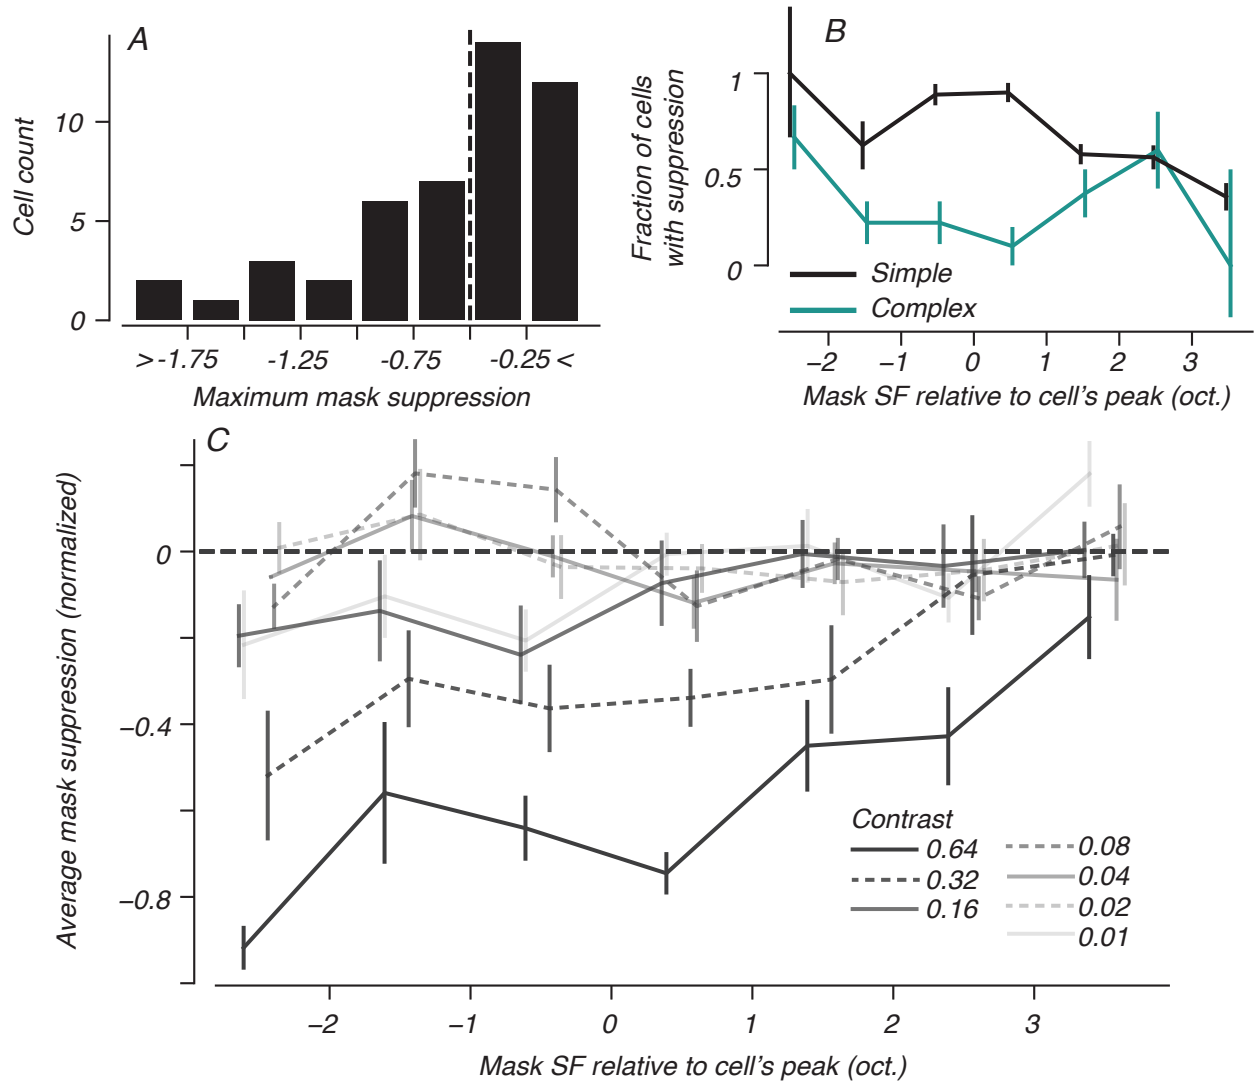 A
Cell count
10
5
0
>-1.75 -1.25 -0.75 -0.25<
Maximum mask suppression
B
Fraction of cells
with suppression
1
0.5
0
Simple
Complex
−2 −1 0 1 2 3
Mask SF relative to cell's peak (oct.)
C
Average mask suppression (normalized)
0
−0.4
−0.8
Contrast
0.64
0.32
0.16
0.08
0.04
0.02
0.01
−2 −1 0 1 2 3
Mask SF relative to cell's peak (oct.)